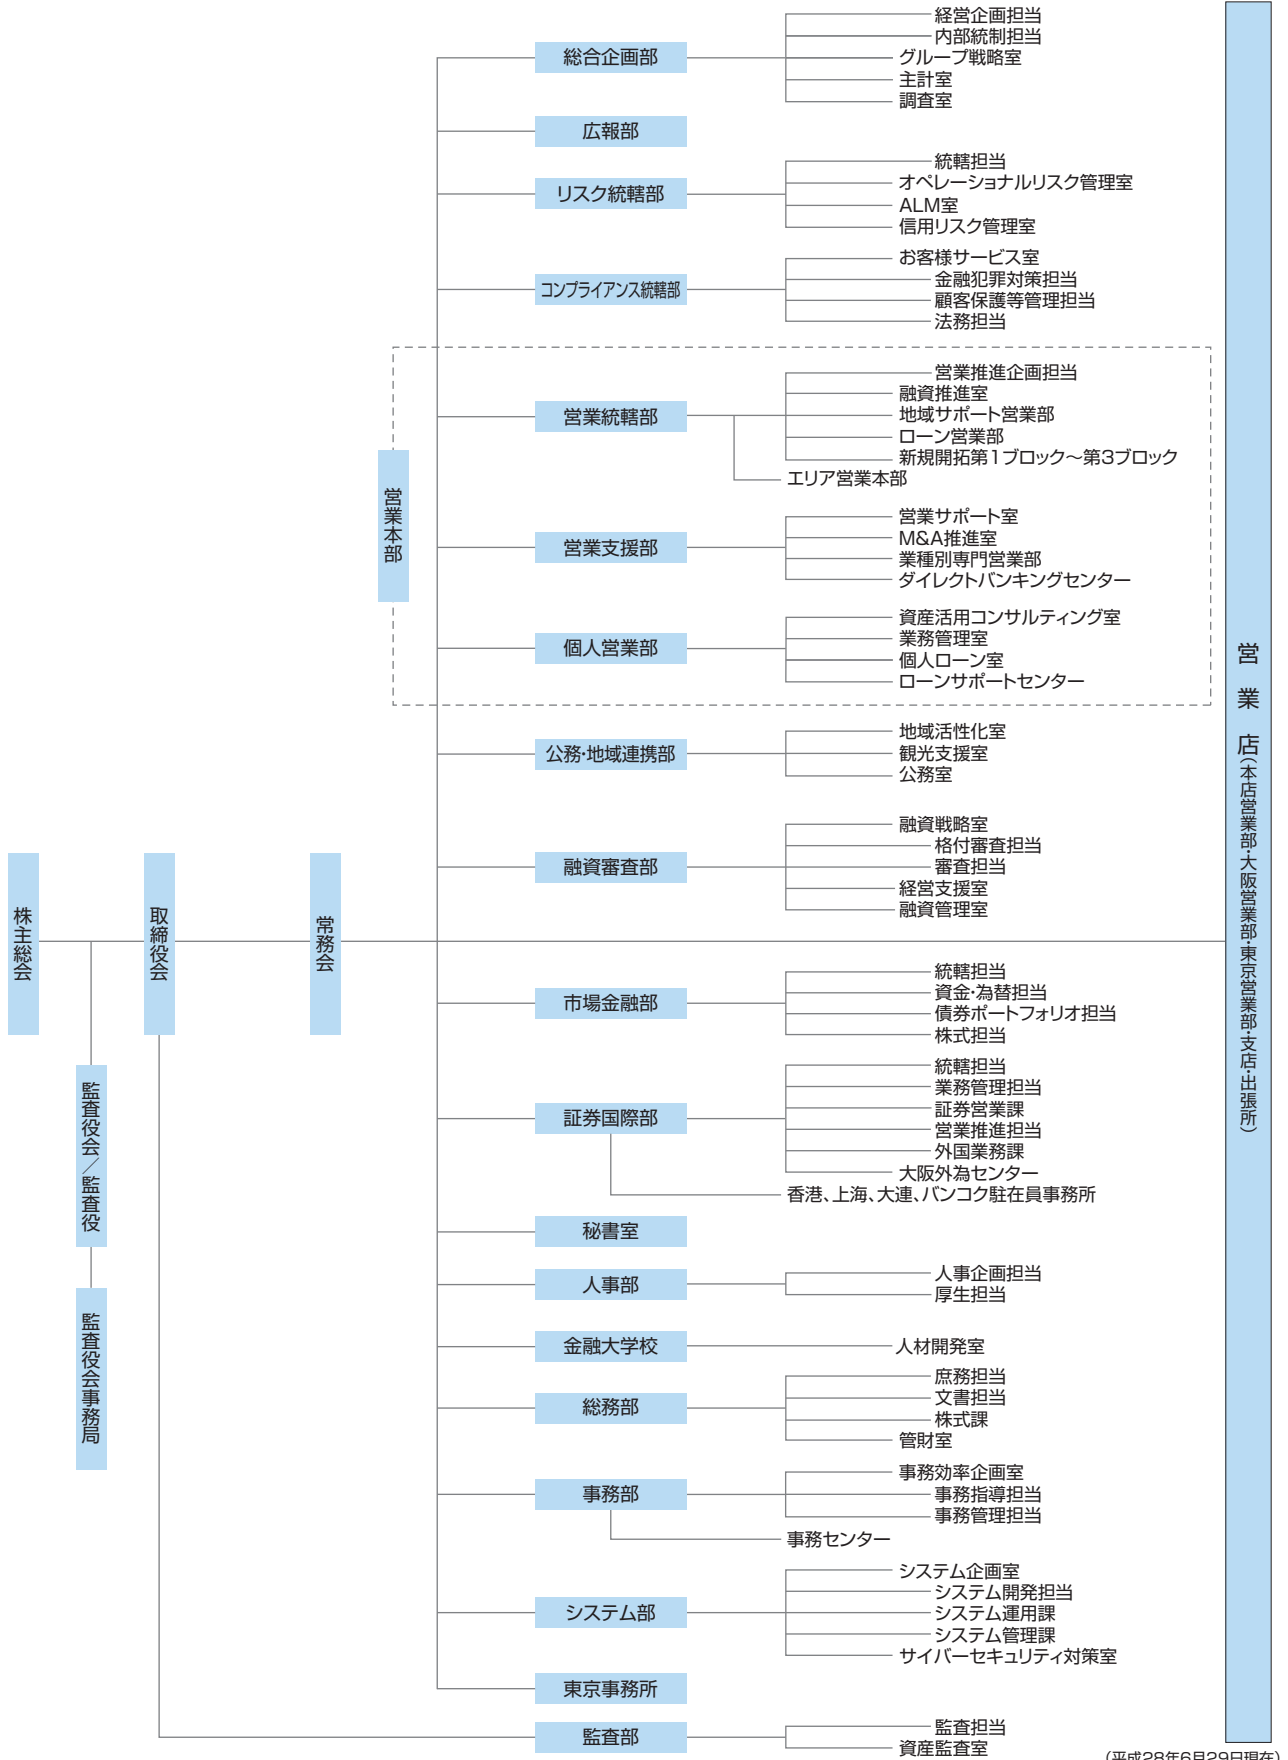 経営企画担当
内部統制担当
総合企画部
グループ戦略室
主計室
調査室
広報部
統轄担当
リスク統轄部
オペレーショナルリスク管理室
ALM室
信用リスク管理室
お客様サービス室
コンプライアンス統轄部
金融犯罪対策担当
顧客保護等管理担当
法務担当
営業本部
営業推進企画担当
融資推進室
営業統轄部
地域サポート営業部
ローン営業部
新規開拓第1ブロック〜第3ブロック
エリア営業本部
営業サポート室
M&A推進室
営業支援部
業種別専門営業部
ダイレクトバンキングセンター
資産活用コンサルティング室
業務管理室
個人営業部
個人ローン室
ローンサポートセンター
地域活性化室
公務・地域連携部
観光支援室
公務室
融資戦略室
格付審査担当
融資審査部
審査担当
経営支援室
融資管理室
株主総会
取締役会
常務会
監査役会／監査役
監査役会事務局
統轄担当
資金・為替担当
市場金融部
債券ポートフォリオ担当
株式担当
統轄担当
業務管理担当
証券国際部
証券営業課
営業推進担当
外国業務課
大阪外為センター
香港、上海、大連、バンコク駐在員事務所
秘書室
人事部
人事企画担当
厚生担当
金融大学校
人材開発室
庶務担当
文書担当
総務部
株式課
管財室
事務効率企画室
事務部
事務指導担当
事務管理担当
事務センター
システム企画室
システム開発担当
システム部
システム運用課
システム管理課
サイバーセキュリティ対策室
東京事務所
監査部
監査担当
資産監査室
営業店(本店営業部・大阪営業部・東京営業部・支店・出張所)
(平成28年6月29日現在)